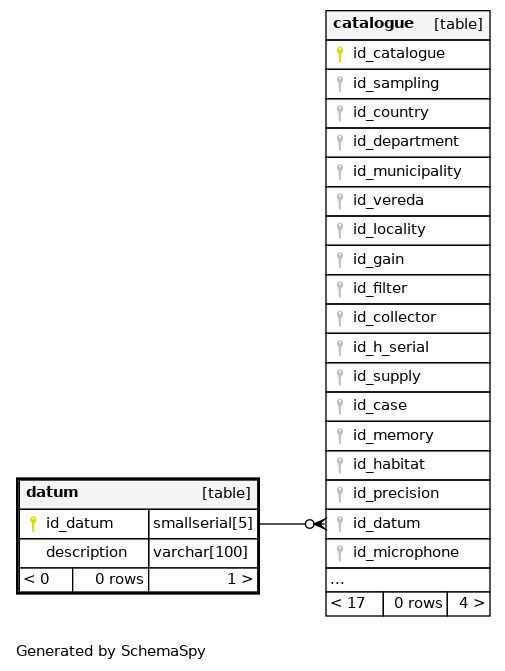 catalogue [table]
id_catalogue
id_sampling
id_country
id_department
id_municipality
id_vereda
id_locality
id_gain
id_filter
id_collector
id_h_serial
id_supply
id_case
id_memory
id_habitat
id_precision
id_datum
id_microphone
...
< 17 0 rows 4 >
datum [table]
id_datum smallserial[5]
description varchar[100]
< 0 0 rows 1 >
Generated by SchemaSpy